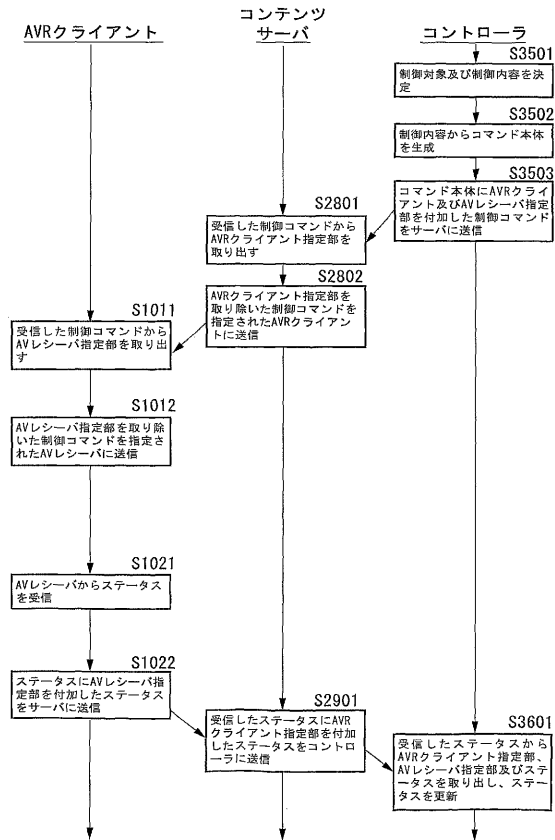 AVRクライアント
コンテンツ
サーバ
コントローラ
S3501
制御対象及び制御内容を決
定
S3502
制御内容からコマンド本体
を生成
S3503
コマンド本体にAVRクライ
アント及びAVレシーバ指定
部を付加した制御コマンド
をサーバに送信
S2801
受信した制御コマンドから
AVRクライアント指定部を
取り出す
S2802
AVRクライアント指定部を
取り除いた制御コマンドを
指定されたAVRクライアン
トに送信
S1011
受信した制御コマンドから
AVレシーバ指定部を取り出
す
S1012
AVレシーバ指定部を取り除
いた制御コマンドを指定さ
れたAVレシーバに送信
S1021
AVレシーバからステータス
を受信
S1022
ステータスにAVレシーバ指
定部を付加したステータス
をサーバに送信
S2901
受信したステータスにAVR
クライアント指定部を付加
したステータスをコントロ
ーラに送信
S3601
受信したステータスから
AVRクライアント指定部、
AVレシーバ指定部及びステ
ータスを取り出し、ステー
タスを更新